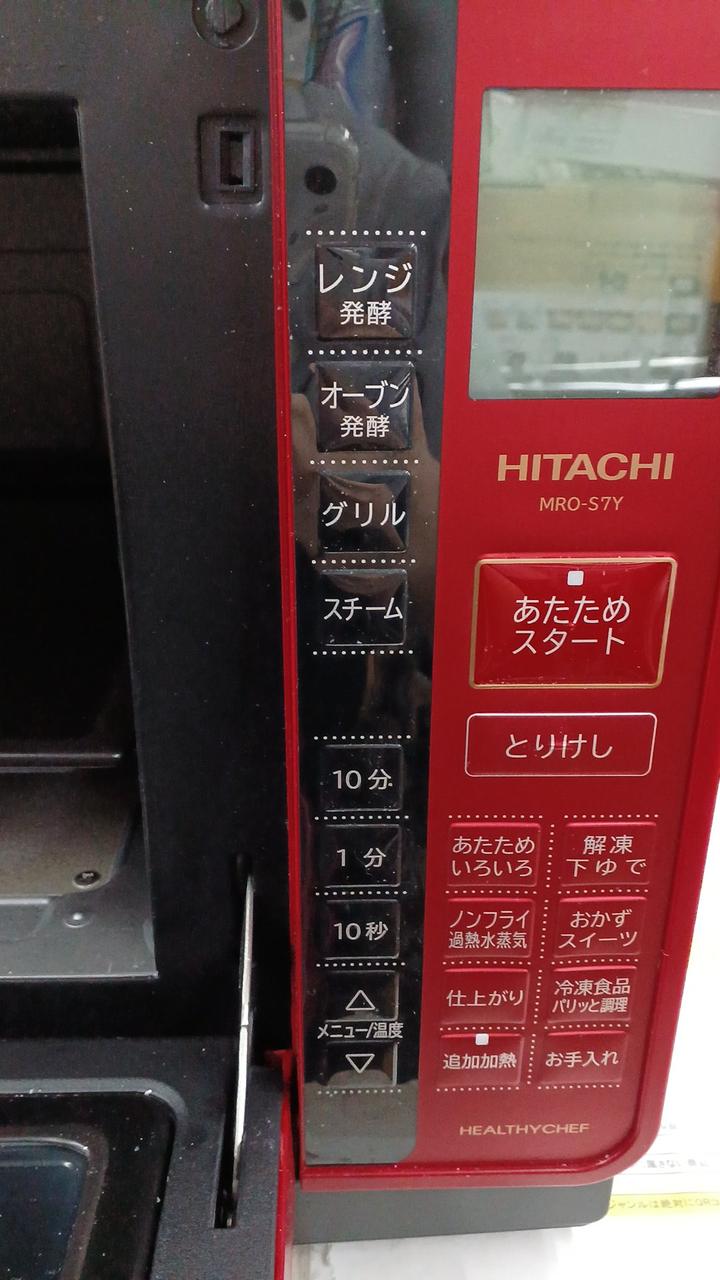 レンジ
発酵
オーブン
発酵
グリル
スチーム
10分
1 分
10秒
△
メニュー/温度
▽
HITACHI
MRO-S7Y
あたため
スタート
とりけし
あたため
いろいろ
解凍
下ゆで
ノンフライ
過熱水蒸気
おかず
スイーツ
仕上がり
冷凍食品
パリッと調理
追加加熱
お手入れ
HEALTHYCHEF